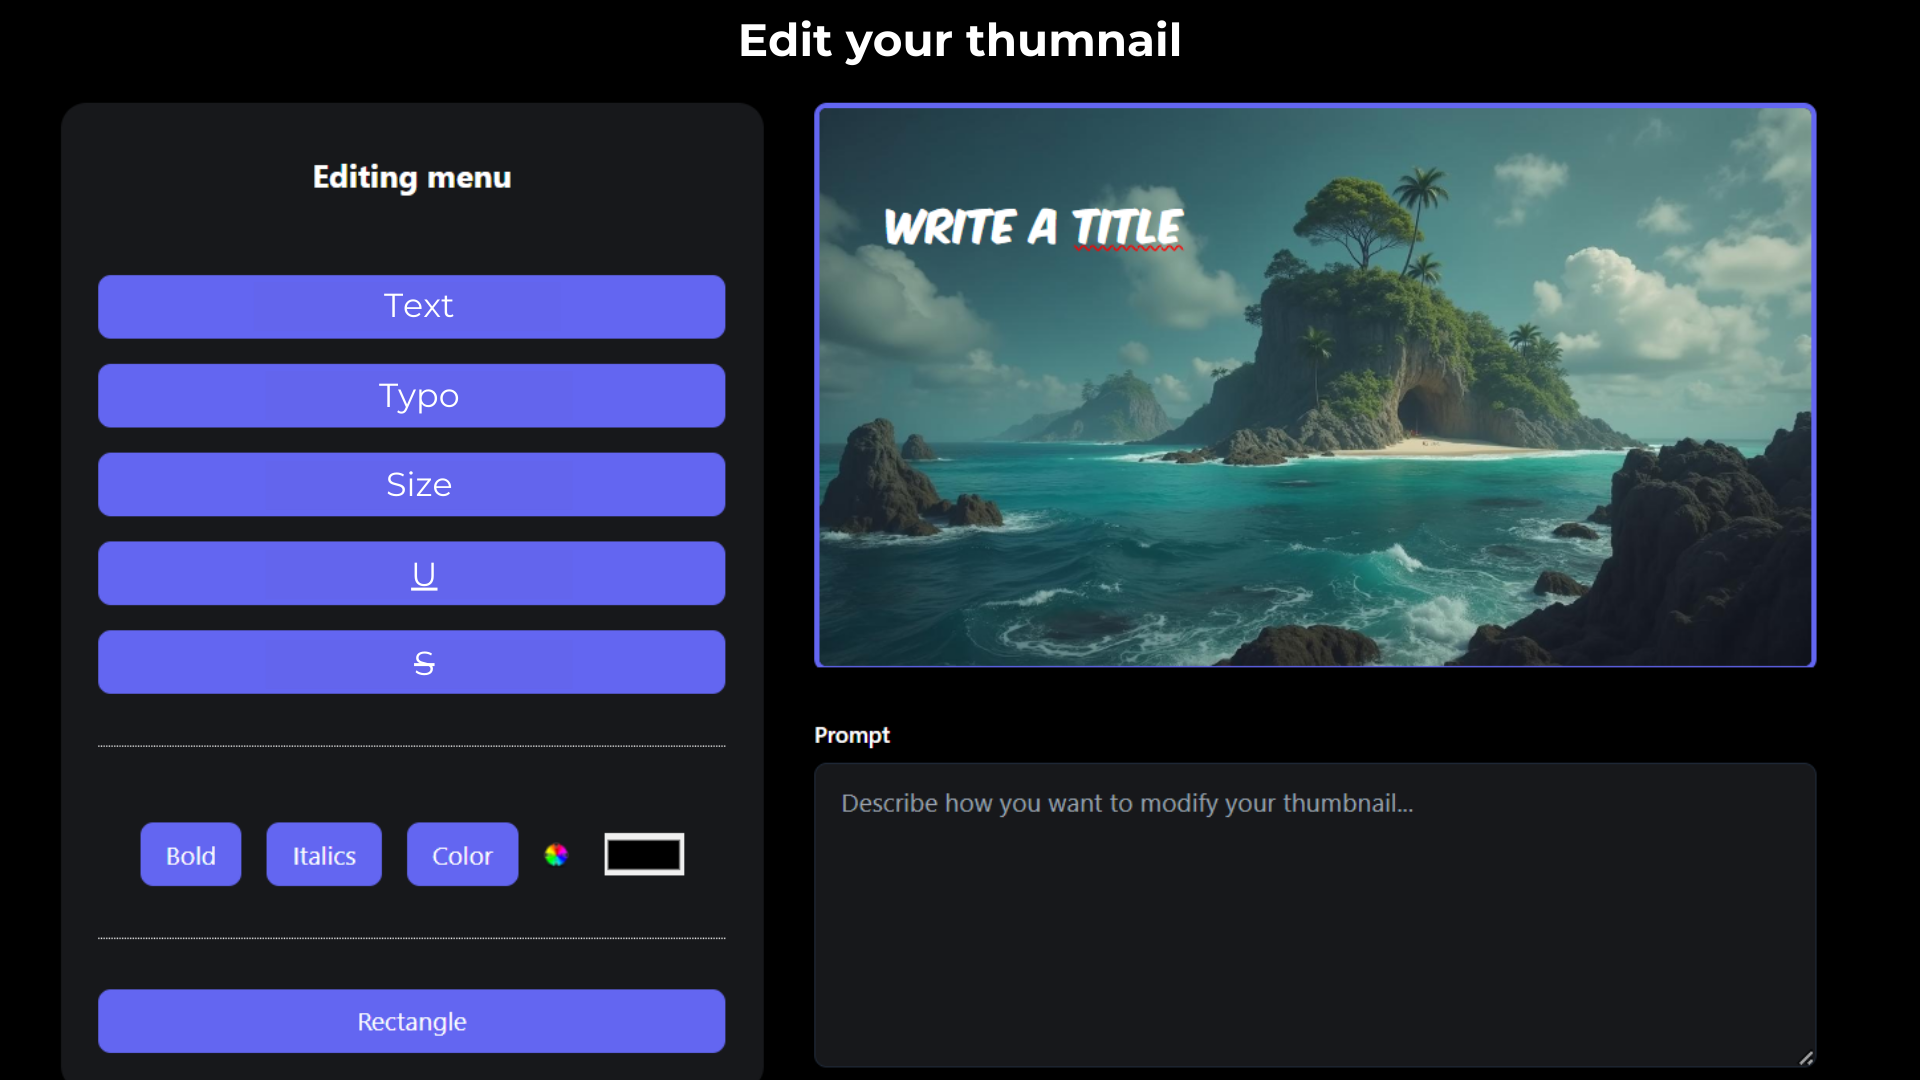 Edit your thumnail
Editing menu
Text
Typo
Size
U
S
Bold
Italics
Color
Rectangle
WRITE A TITLE
Prompt
Describe how you want to modify your thumbnail...